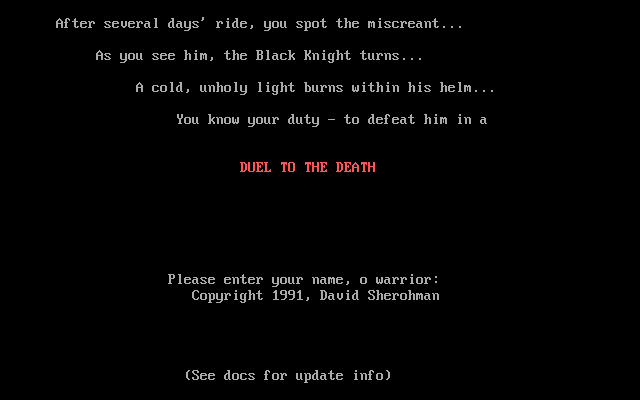 After several days' ride, you spot the miscreant...
As you see him, the Black Knight turns...
A cold, unholy light burns within his helm...
You know your duty - to defeat him in a
DUEL TO THE DEATH
Please enter your name, o warrior:
Copyright 1991, David Sherohman
(See docs for update info)